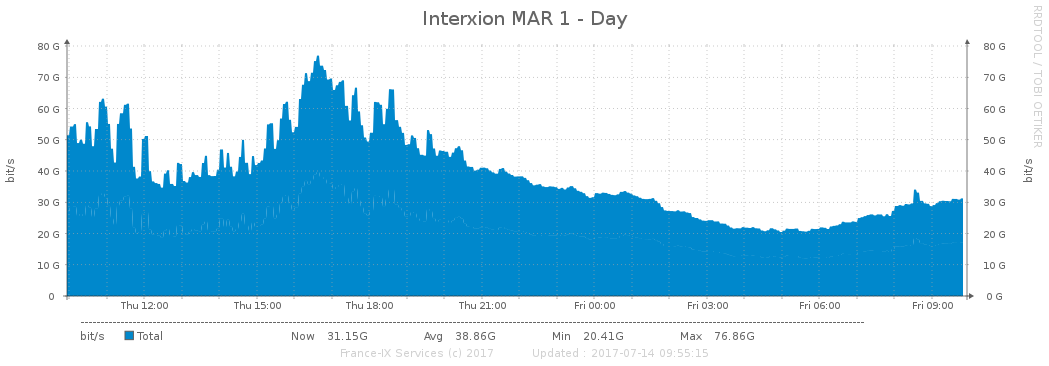 Interxion MAR 1 - Day
RRDTOOL / TOBI OETIKER
80 G 80 G
70 G 70 G
60 G 60 G
50 G 50 G
40 G 40 G
30 G 30 G
20 G 20 G
10 G 10 G
0 0 G
bit/s bit/s
Thu 12:00 Thu 15:00 Thu 18:00 Thu 21:00 Fri 00:00 Fri 03:00 Fri 06:00 Fri 09:00
bit/s Total Now 31.15G Avg 38.86G Min 20.41G Max 76.86G
France-IX Services (c) 2017 Updated : 2017-07-14 09:55:15